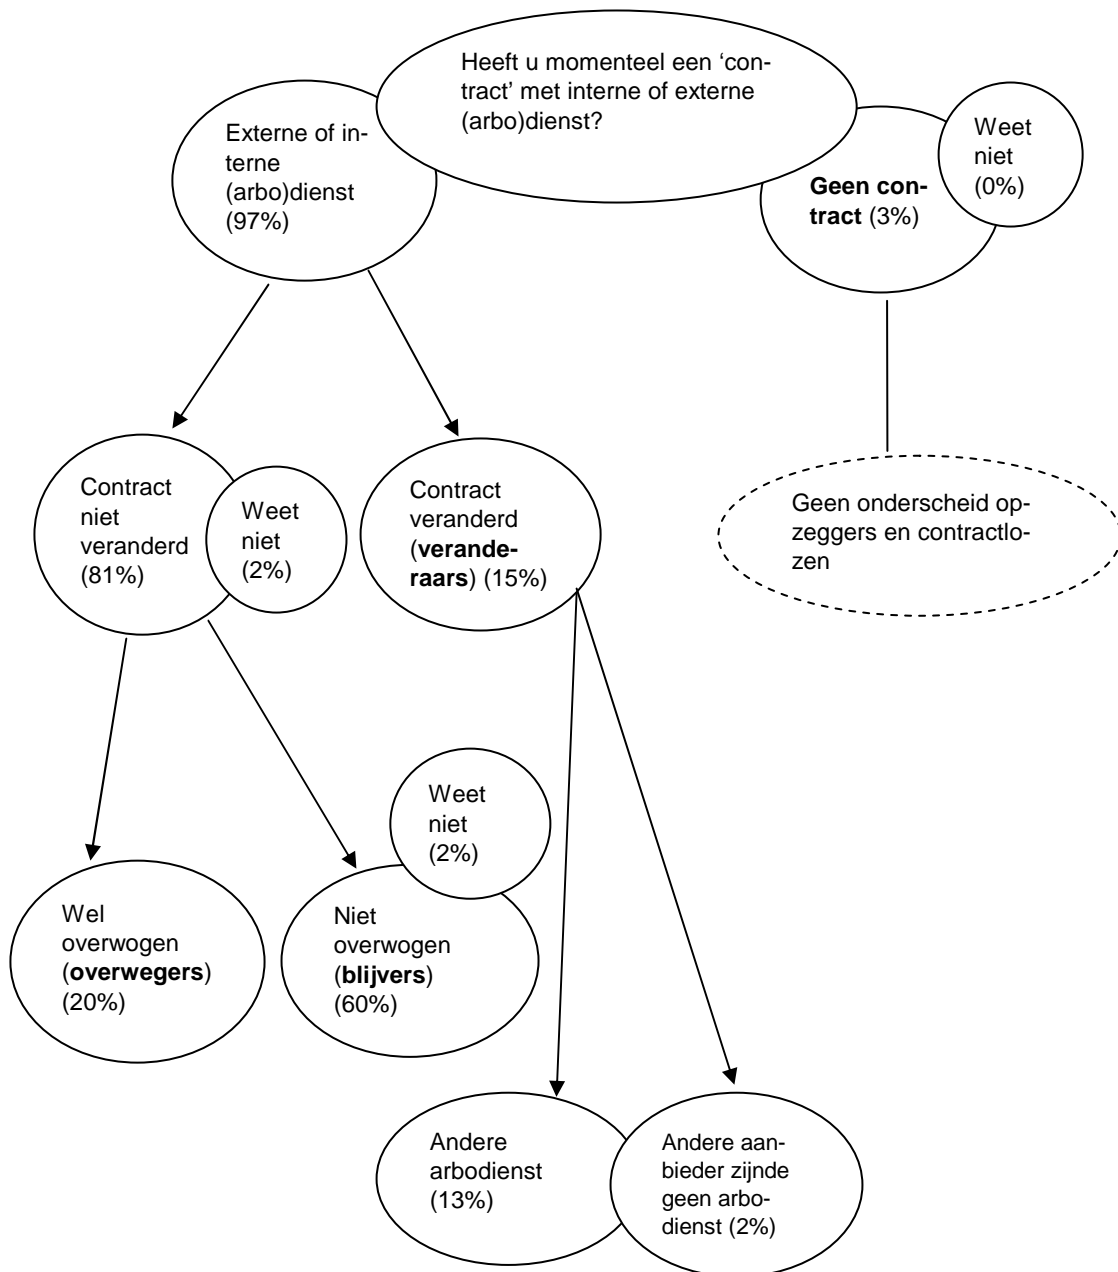 Heeft u momenteel een ‘con-
tract’ met interne of externe
(arbo)dienst?
Externe of in-
terne
(arbo)dienst
(97%)
Geen con-
tract (3%)
Weet
niet
(0%)
Contract
niet
veranderd
(81%)
Weet
niet
(2%)
Contract
veranderd
(verande-
raars) (15%)
Geen onderscheid op-
zeggers en contractlo-
zen
Wel
overwogen
(overwegers)
(20%)
Niet
overwogen
(blijvers)
(60%)
Weet
niet
(2%)
Andere
arbodienst
(13%)
Andere aan-
bieder zijnde
geen arbo-
dienst (2%)